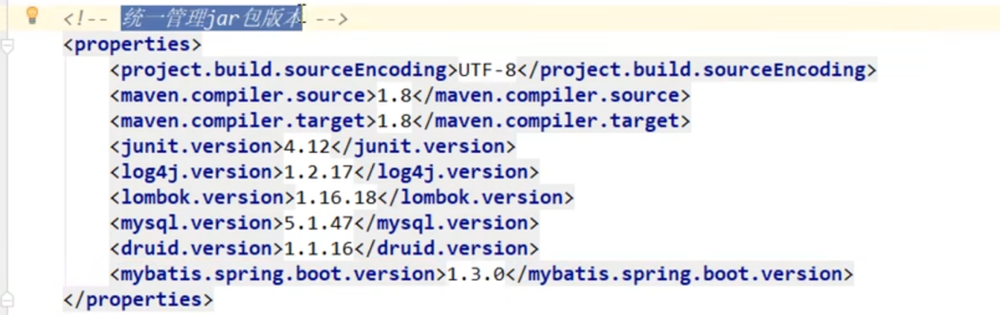 <!-- 统一管理jar包版本 -->
<properties>
<project.build.sourceEncoding>UTF-8</project.build.sourceEncoding>
<maven.compiler.source>1.8</maven.compiler.source>
<maven.compiler.target>1.8</maven.compiler.target>
<junit.version>4.12</junit.version>
<log4j.version>1.2.17</log4j.version>
<lombok.version>1.16.18</lombok.version>
<mysql.version>5.1.47</mysql.version>
<druid.version>1.1.16</druid.version>
<mybatis.spring.boot.version>1.3.0</mybatis.spring.boot.version>
</properties>